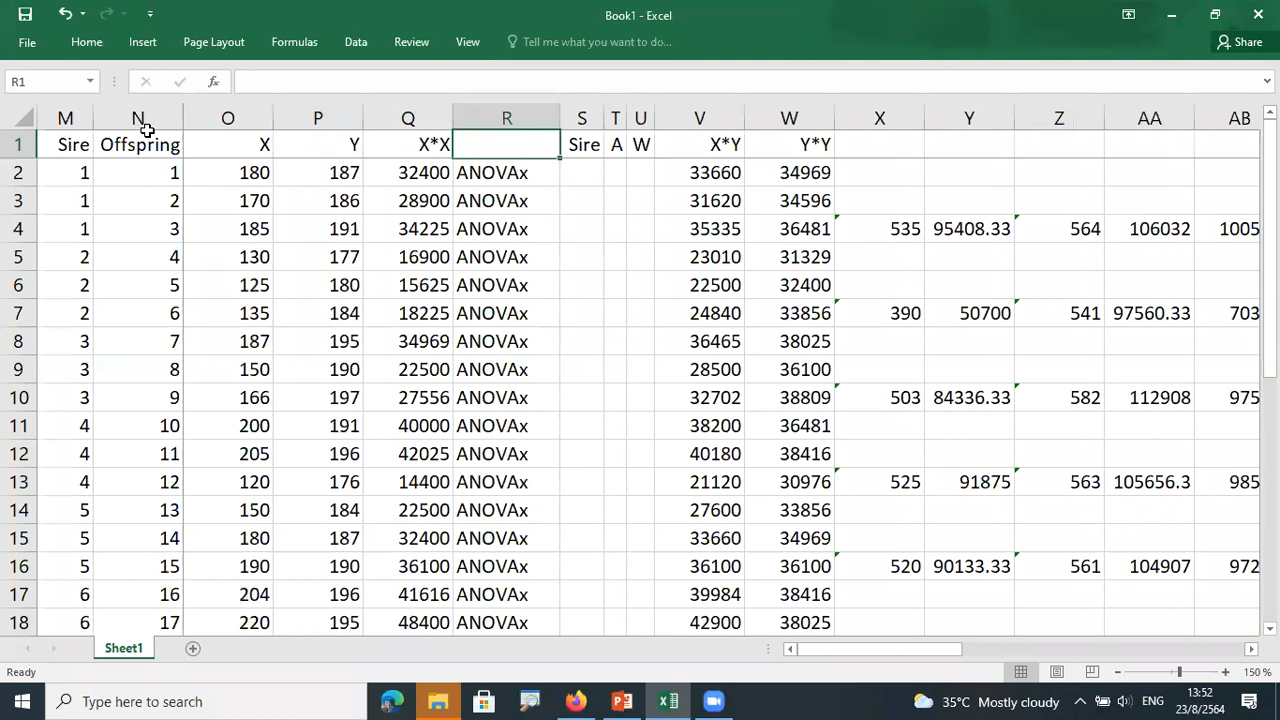 Book1 - Excel
File Home Insert Page Layout Formulas Data Review View Tell me what you want to do... Share
R1 fx
M N O P Q R S T U V W X Y Z AA AB
1 Sire Offspring X Y X*X Sire A W X*Y Y*Y
2 1 1 180 187 32400 ANOVAx 33660 34969
3 1 2 170 186 28900 ANOVAx 31620 34596
4 1 3 185 191 34225 ANOVAx 35335 36481 535 95408.33 564 106032 1005
5 2 4 130 177 16900 ANOVAx 23010 31329
6 2 5 125 180 15625 ANOVAx 22500 32400
7 2 6 135 184 18225 ANOVAx 24840 33856 390 50700 541 97560.33 703
8 3 7 187 195 34969 ANOVAx 36465 38025
9 3 8 150 190 22500 ANOVAx 28500 36100
10 3 9 166 197 27556 ANOVAx 32702 38809 503 84336.33 582 112908 975
11 4 10 200 191 40000 ANOVAx 38200 36481
12 4 11 205 196 42025 ANOVAx 40180 38416
13 4 12 120 176 14400 ANOVAx 21120 30976 525 91875 563 105656.3 985
14 5 13 150 184 22500 ANOVAx 27600 33856
15 5 14 180 187 32400 ANOVAx 33660 34969
16 5 15 190 190 36100 ANOVAx 36100 36100 520 90133.33 561 104907 972
17 6 16 204 196 41616 ANOVAx 39984 38416
18 6 17 220 195 48400 ANOVAx 42900 38025
Sheet1
Ready 150 %
Type here to search 35°C Mostly cloudy ENG 13:52
23/8/2564